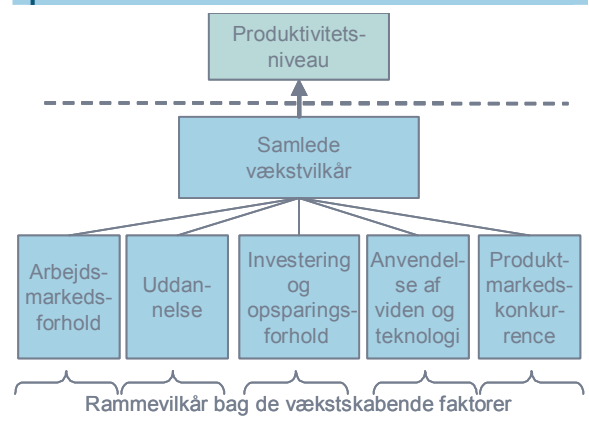 Produktivitets-
niveau
Samlede
vækstvilkår
Arbejds-
markeds-
forhold
Uddan-
nelse
Investering
og
opsparings-
forhold
Anvendel-
se af
viden og
teknologi
Produkt-
markeds-
konkur-
rence
Rammevilkår bag de vækstskabende faktorer